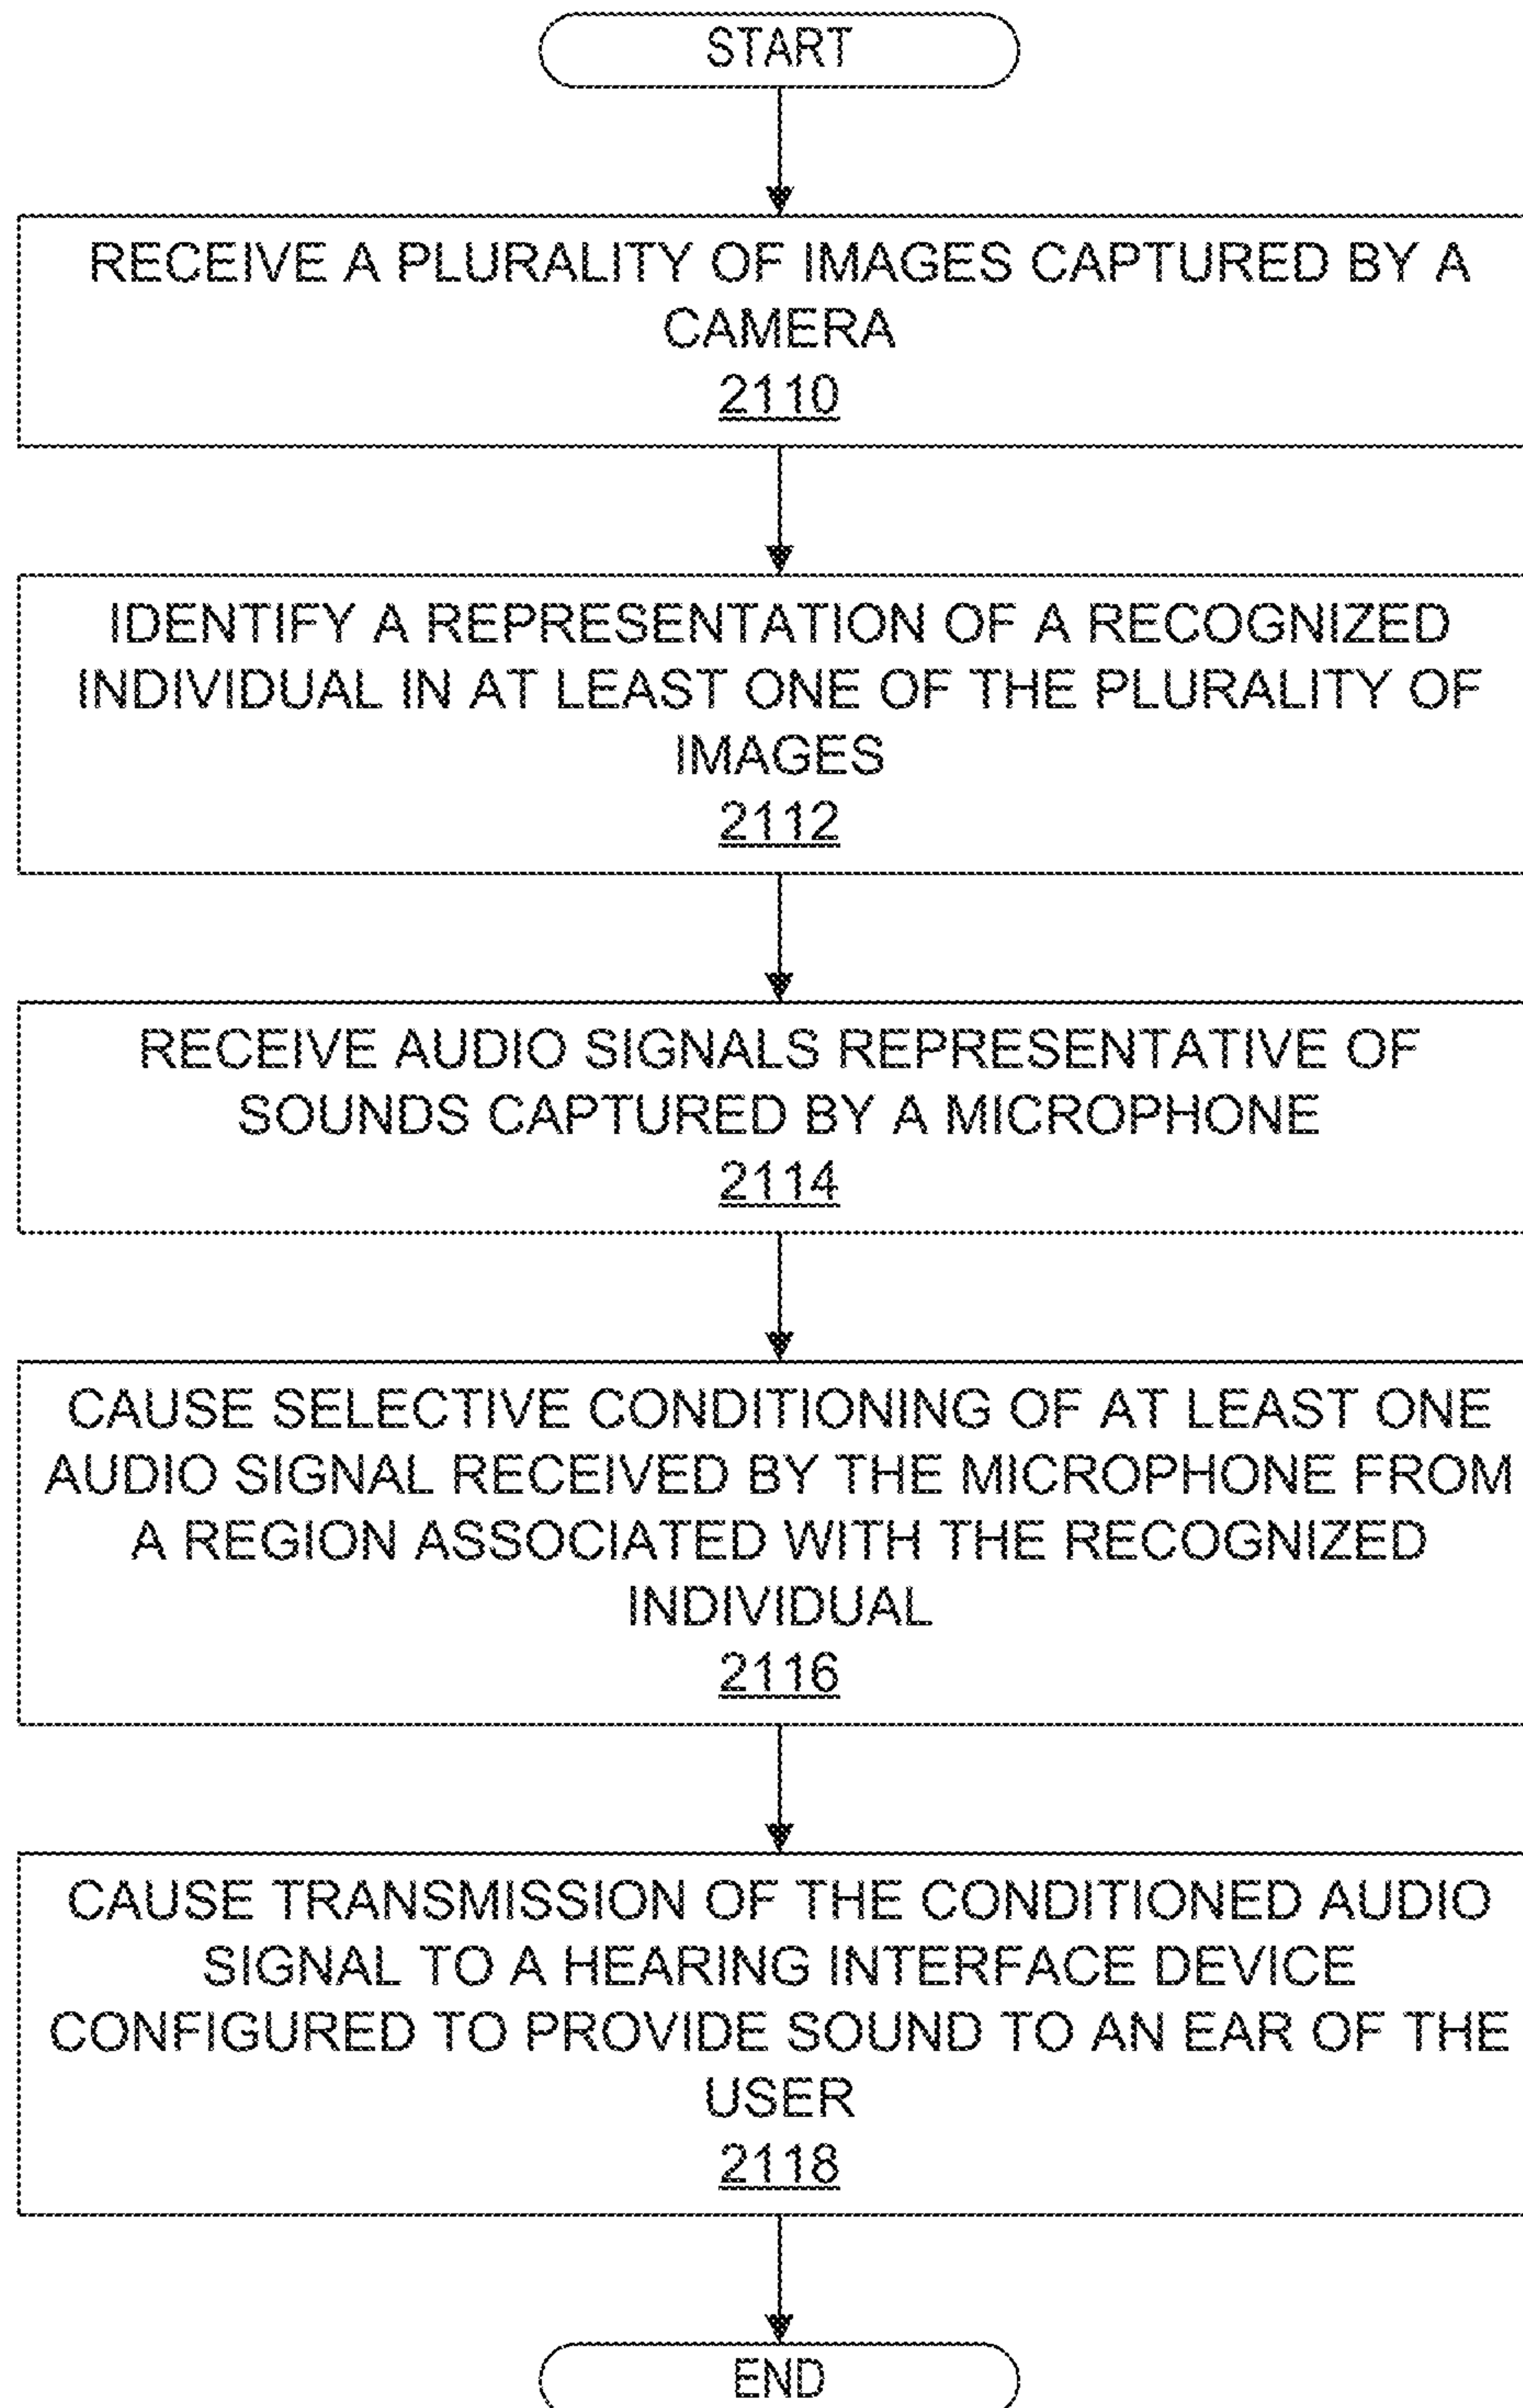 START
RECEIVE A PLURALITY OF IMAGES CAPTURED BY A
CAMERA
2110
IDENTIFY A REPRESENTATION OF A RECOGNIZED
INDIVIDUAL IN AT LEAST ONE OF THE PLURALITY OF
IMAGES
2112
RECEIVE AUDIO SIGNALS REPRESENTATIVE OF
SOUNDS CAPTURED BY A MICROPHONE
2114
CAUSE SELECTIVE CONDITIONING OF AT LEAST ONE
AUDIO SIGNAL RECEIVED BY THE MICROPHONE FROM
A REGION ASSOCIATED WITH THE RECOGNIZED
INDIVIDUAL
2116
CAUSE TRANSMISSION OF THE CONDITIONED AUDIO
SIGNAL TO A HEARING INTERFACE DEVICE
CONFIGURED TO PROVIDE SOUND TO AN EAR OF THE
USER
2118
END